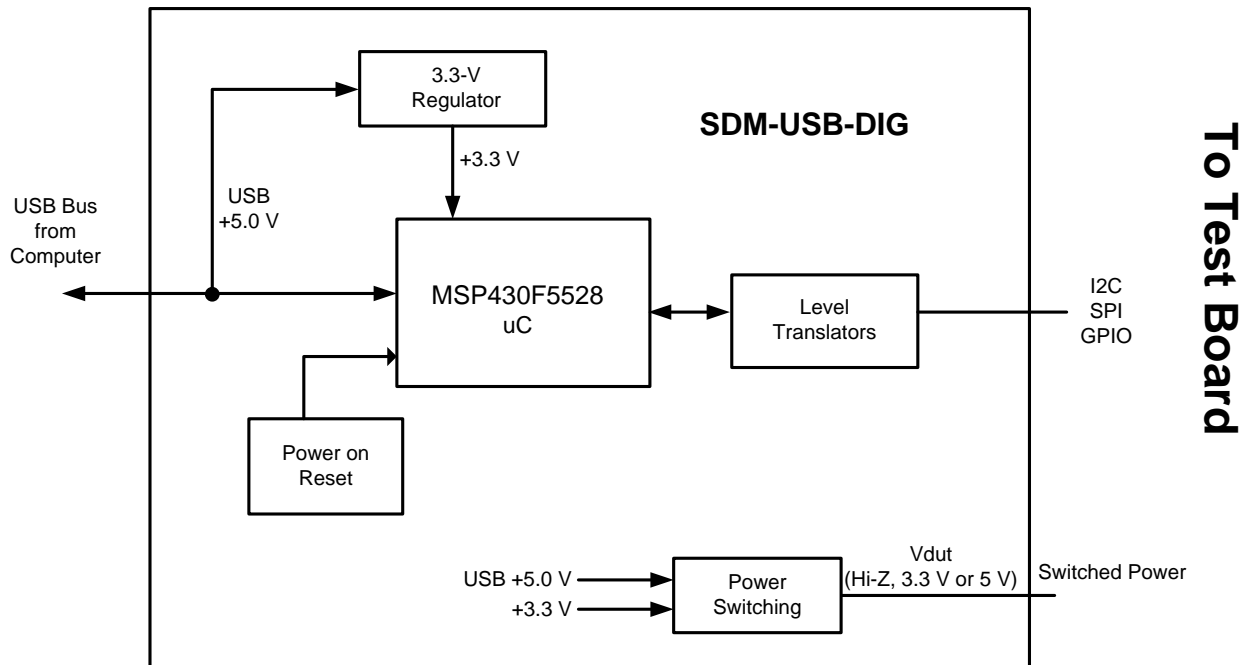 3.3-V
Regulator
SDM-USB-DIG
+3.3 V
USB
+5.0 V
USB Bus
from
Computer
MSP430F5528
uC
Level
Translators
I2C
SPI
GPIO
To Test Board
Power on
Reset
USB +5.0 V
+3.3 V
Power
Switching
Vdut
(Hi-Z, 3.3 V or 5 V)
Switched Power